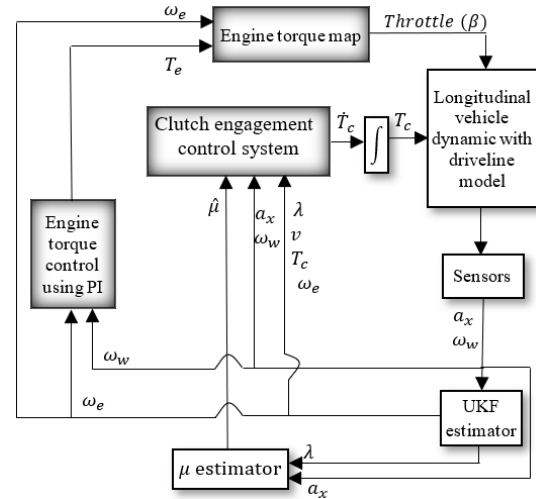 ω_e
Engine torque map
Throttle (β)
T_e
Clutch engagement
control system
Ṫ_c
∫
T_c
Longitudinal
vehicle
dynamic with
driveline
model
μ̂
a_x
ω_w
λ
v
T_c
ω_e
Engine
torque
control
using PI
Sensors
a_x
ω_w
ω_w
ω_e
UKF
estimator
μ estimator
λ
a_x